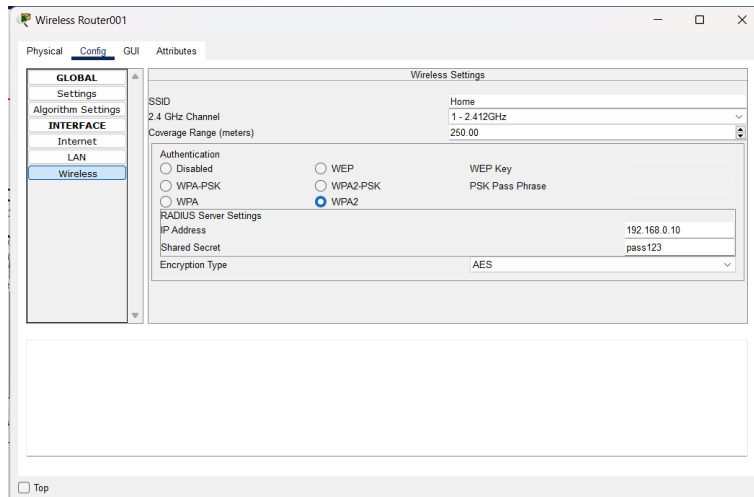 Wireless Router001
Physical Config GUI Attributes
GLOBAL
Settings
Algorithm Settings
INTERFACE
Internet
LAN
Wireless
Wireless Settings
SSID Home
2.4 GHz Channel 1 - 2.412GHz
Coverage Range (meters) 250.00
Authentication
Disabled WEP WEP Key
WPA-PSK WPA2-PSK PSK Pass Phrase
WPA WPA2
RADIUS Server Settings
IP Address 192.168.0.10
Shared Secret pass123
Encryption Type AES
Top